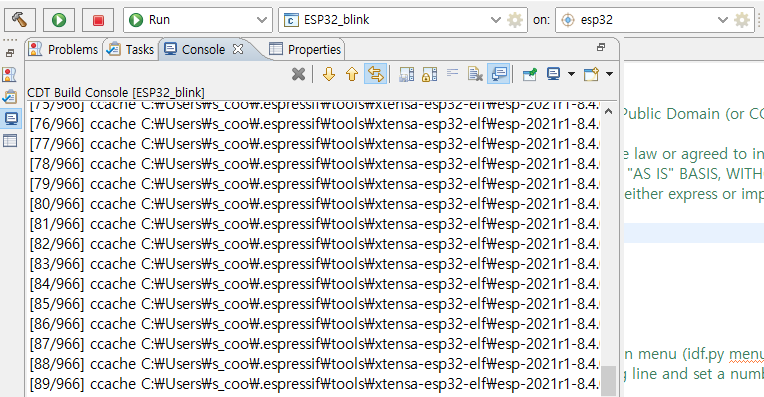 Run ESP32_blink on: esp32
Problems Tasks Console Properties
CDT Build Console [ESP32_blink]
[75/966] ccache C:₩Users₩s_coo₩.espressif₩tools₩xtensa-esp32-elf₩esp-2021r1-8.4.
[76/966] ccache C:₩Users₩s_coo₩.espressif₩tools₩xtensa-esp32-elf₩esp-2021r1-8.4.
[77/966] ccache C:₩Users₩s_coo₩.espressif₩tools₩xtensa-esp32-elf₩esp-2021r1-8.4.
[78/966] ccache C:₩Users₩s_coo₩.espressif₩tools₩xtensa-esp32-elf₩esp-2021r1-8.4.
[79/966] ccache C:₩Users₩s_coo₩.espressif₩tools₩xtensa-esp32-elf₩esp-2021r1-8.4.
[80/966] ccache C:₩Users₩s_coo₩.espressif₩tools₩xtensa-esp32-elf₩esp-2021r1-8.4.
[81/966] ccache C:₩Users₩s_coo₩.espressif₩tools₩xtensa-esp32-elf₩esp-2021r1-8.4.
[82/966] ccache C:₩Users₩s_coo₩.espressif₩tools₩xtensa-esp32-elf₩esp-2021r1-8.4.
[83/966] ccache C:₩Users₩s_coo₩.espressif₩tools₩xtensa-esp32-elf₩esp-2021r1-8.4.
[84/966] ccache C:₩Users₩s_coo₩.espressif₩tools₩xtensa-esp32-elf₩esp-2021r1-8.4.
[85/966] ccache C:₩Users₩s_coo₩.espressif₩tools₩xtensa-esp32-elf₩esp-2021r1-8.4.
[86/966] ccache C:₩Users₩s_coo₩.espressif₩tools₩xtensa-esp32-elf₩esp-2021r1-8.4.
[87/966] ccache C:₩Users₩s_coo₩.espressif₩tools₩xtensa-esp32-elf₩esp-2021r1-8.4.
[88/966] ccache C:₩Users₩s_coo₩.espressif₩tools₩xtensa-esp32-elf₩esp-2021r1-8.4.
[89/966] ccache C:₩Users₩s_coo₩.espressif₩tools₩xtensa-esp32-elf₩esp-2021r1-8.4.
Public Domain (or CC
e law or agreed to in
"AS IS" BASIS, WITH
either express or imp
n menu (idf.py menu
g line and set a numb